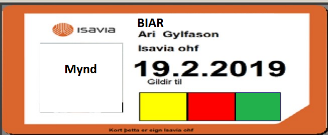 ISAVIA
BIAR
Ari Gylfason
Isavia ohf
Mynd
19.2.2019
Gildir til
Kort þetta er eign Isavia ohf